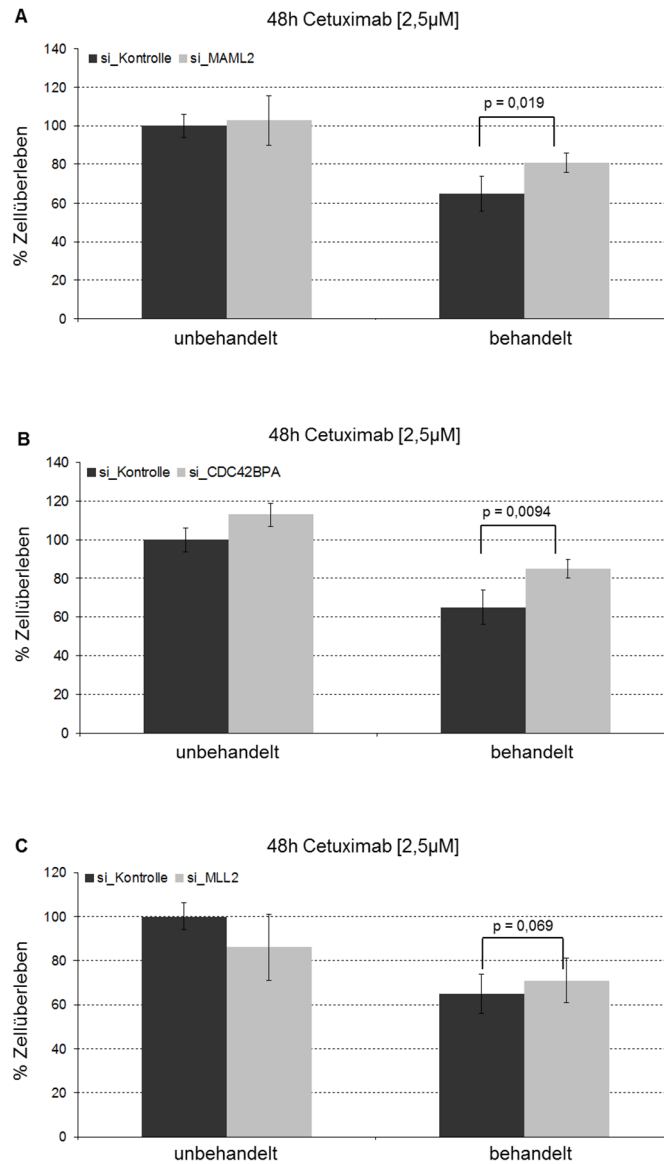 A
48h Cetuximab [2,5µM]
140
120
100
80
60
40
20
0
% Zellüberleben
si_Kontrolle si_MAML2
p = 0,019
unbehandelt behandelt
B
48h Cetuximab [2,5µM]
140
120
100
80
60
40
20
0
% Zellüberleben
si_Kontrolle si_CDC42BPA
p = 0,0094
unbehandelt behandelt
C
48h Cetuximab [2,5µM]
120
100
80
60
40
20
0
% Zellüberleben
si_Kontrolle si_MLL2
p = 0,069
unbehandelt behandelt